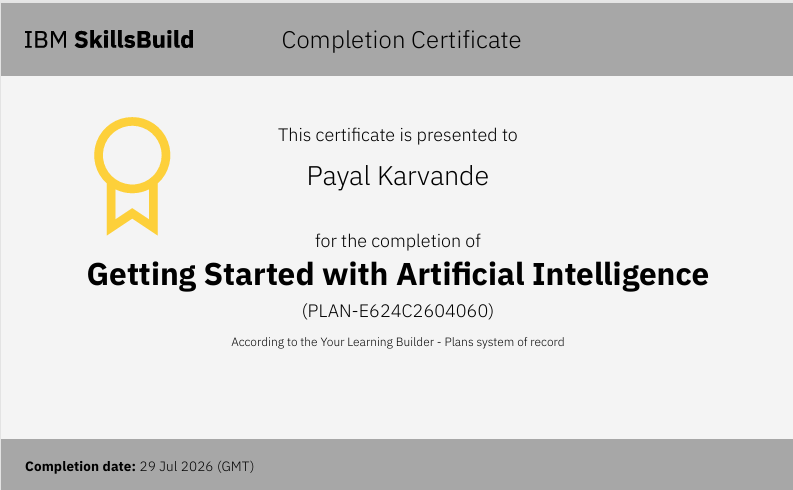 IBM SkillsBuild Completion Certificate
This certificate is presented to
Payal Karvande
for the completion of
Getting Started with Artificial Intelligence
(PLAN-E624C2604060)
According to the Your Learning Builder - Plans system of record
Completion date: 29 Jul 2026 (GMT)